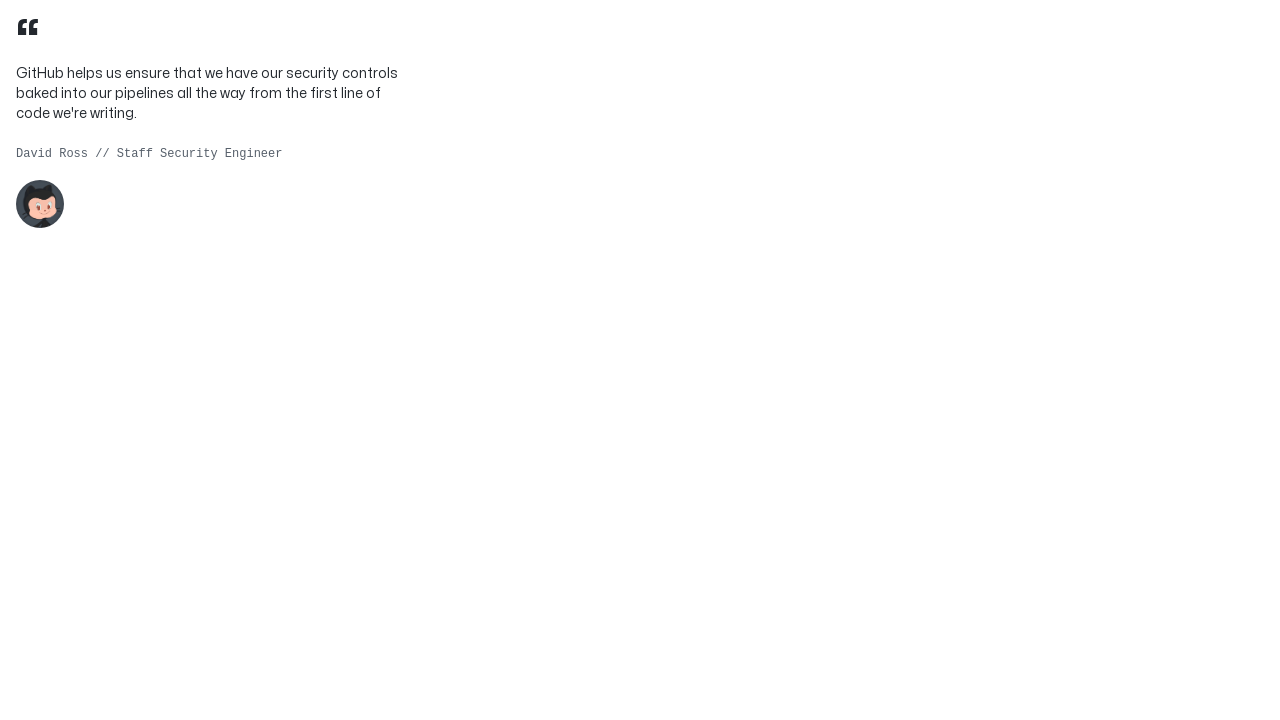 “
GitHub helps us ensure that we have our security controls
baked into our pipelines all the way from the first line of
code we're writing.
David Ross // Staff Security Engineer